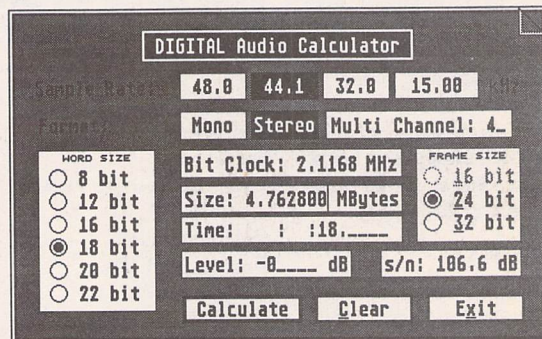 DIGITAL Audio Calculator
Sample Rate: 48.0 44.1 32.0 15.00 kHz
Format: Mono Stereo Multi Channel: 4_
WORD SIZE
8 bit
12 bit
16 bit
18 bit
20 bit
22 bit
Bit Clock: 2.1168 MHz
Size: 4.762800 MBytes
Time: : :18.____
Level: -0____ dB s/n: 106.6 dB
FRAME SIZE
16 bit
24 bit
32 bit
Calculate Clear Exit